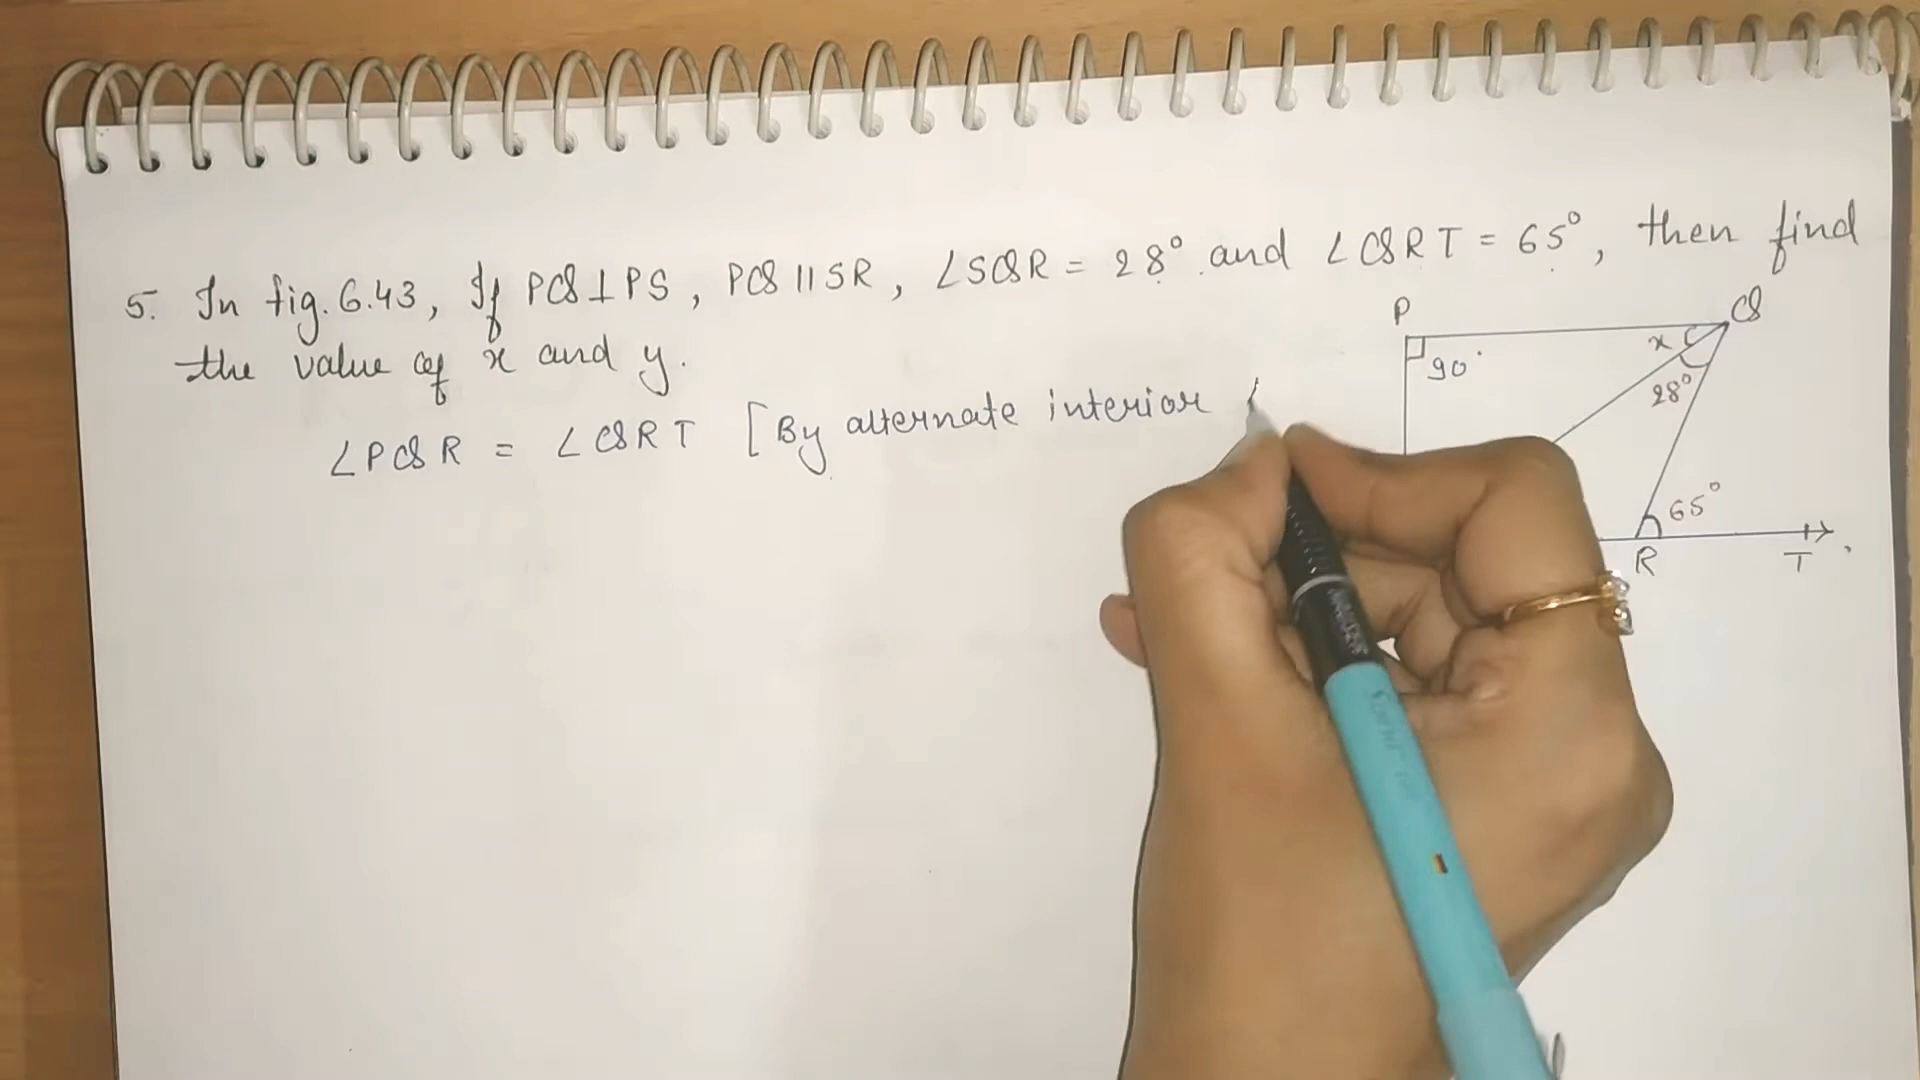 5. In fig. 6.43, If PQ ⊥ PS, PQ || SR, ∠SQR = 28° and ∠QRT = 65°, then find
the value of x and y.
∠PQR = ∠QRT [By alternate interior
P
Q
x
90°
28°
65°
R
T